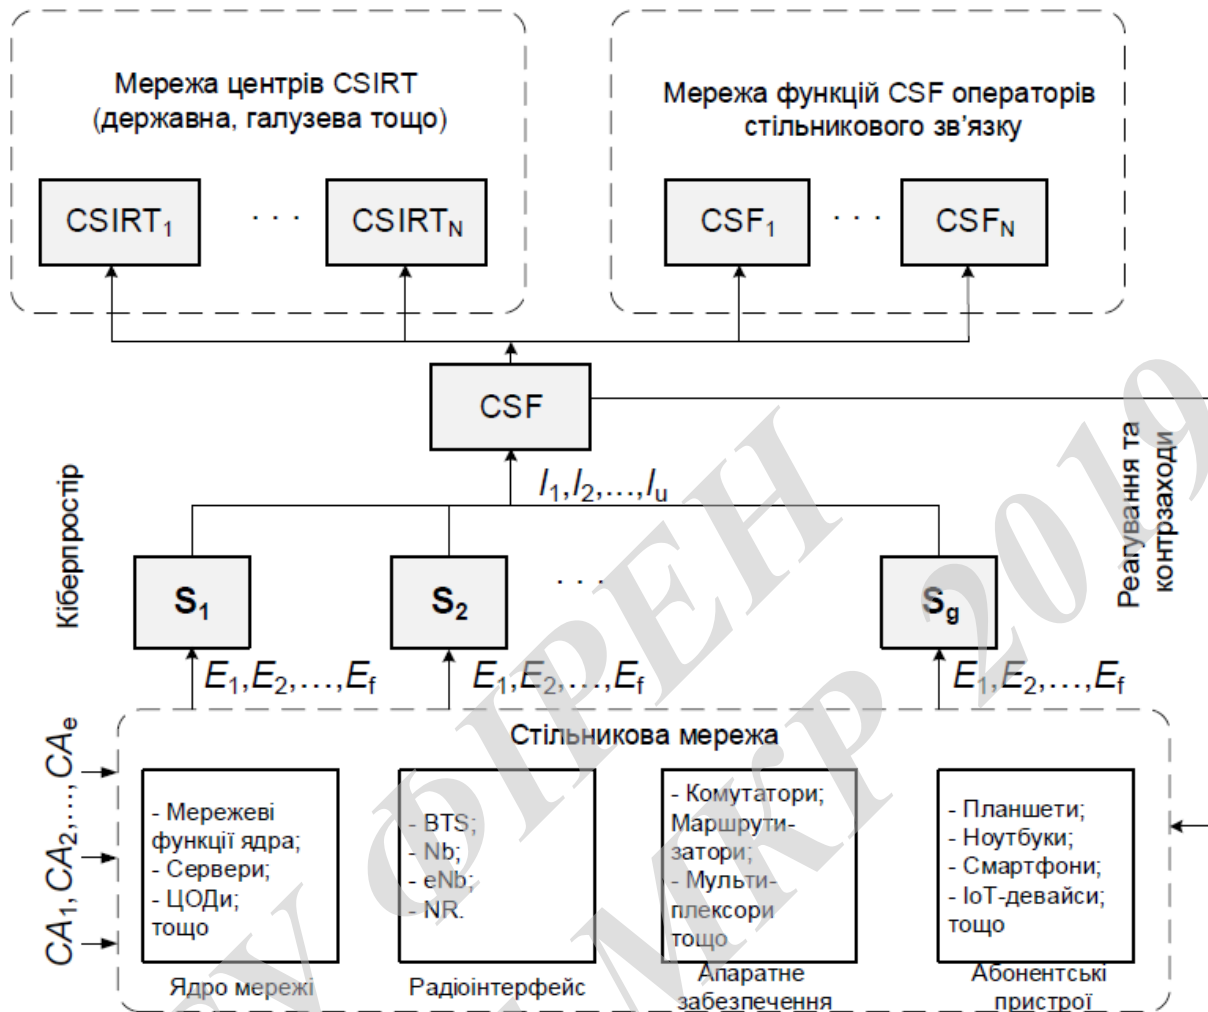 Мережа центрів CSIRT
(державна, галузева тощо)
Мережа функцій CSF операторів
стільникового зв’язку
CSIRT1
. . .
CSIRTN
CSF1
. . .
CSFN
CSF
Кіберпростір
I1,I2,...,Iu
Реагування та
контрзаходи
S1
S2
. . .
Sg
E1,E2,...,Ef
E1,E2,...,Ef
E1,E2,...,Ef
CA1, CA2,..., CAe
Стільникова мережа
- Мережеві
функції ядра;
- Сервери;
- ЦОДи;
тощо
Ядро мережі
- BTS;
- Nb;
- eNb;
- NR.
Радіоінтерфейс
- Комутатори;
Маршрути-
затори;
- Мульти-
плексори
тощо
Апаратне
забезпечення
- Планшети;
- Ноутбуки;
- Смартфони;
- IoT-девайси;
тощо
Абонентські
пристрої
ФІРЕН
МКР 2019